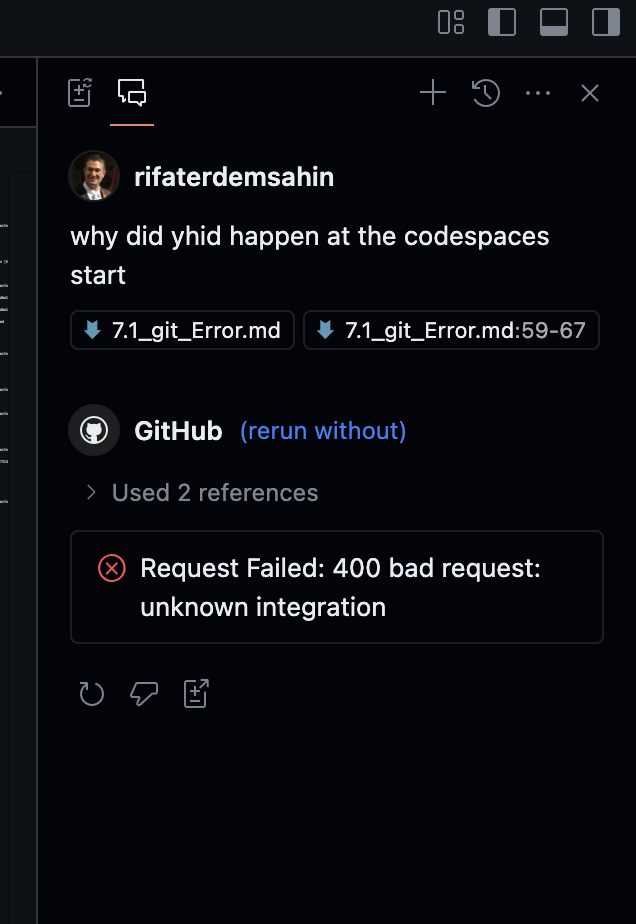 rifaterdemsahin
why did yhid happen at the codespaces
start
7.1_git_Error.md 7.1_git_Error.md:59-67
GitHub (rerun without)
Used 2 references
Request Failed: 400 bad request:
unknown integration